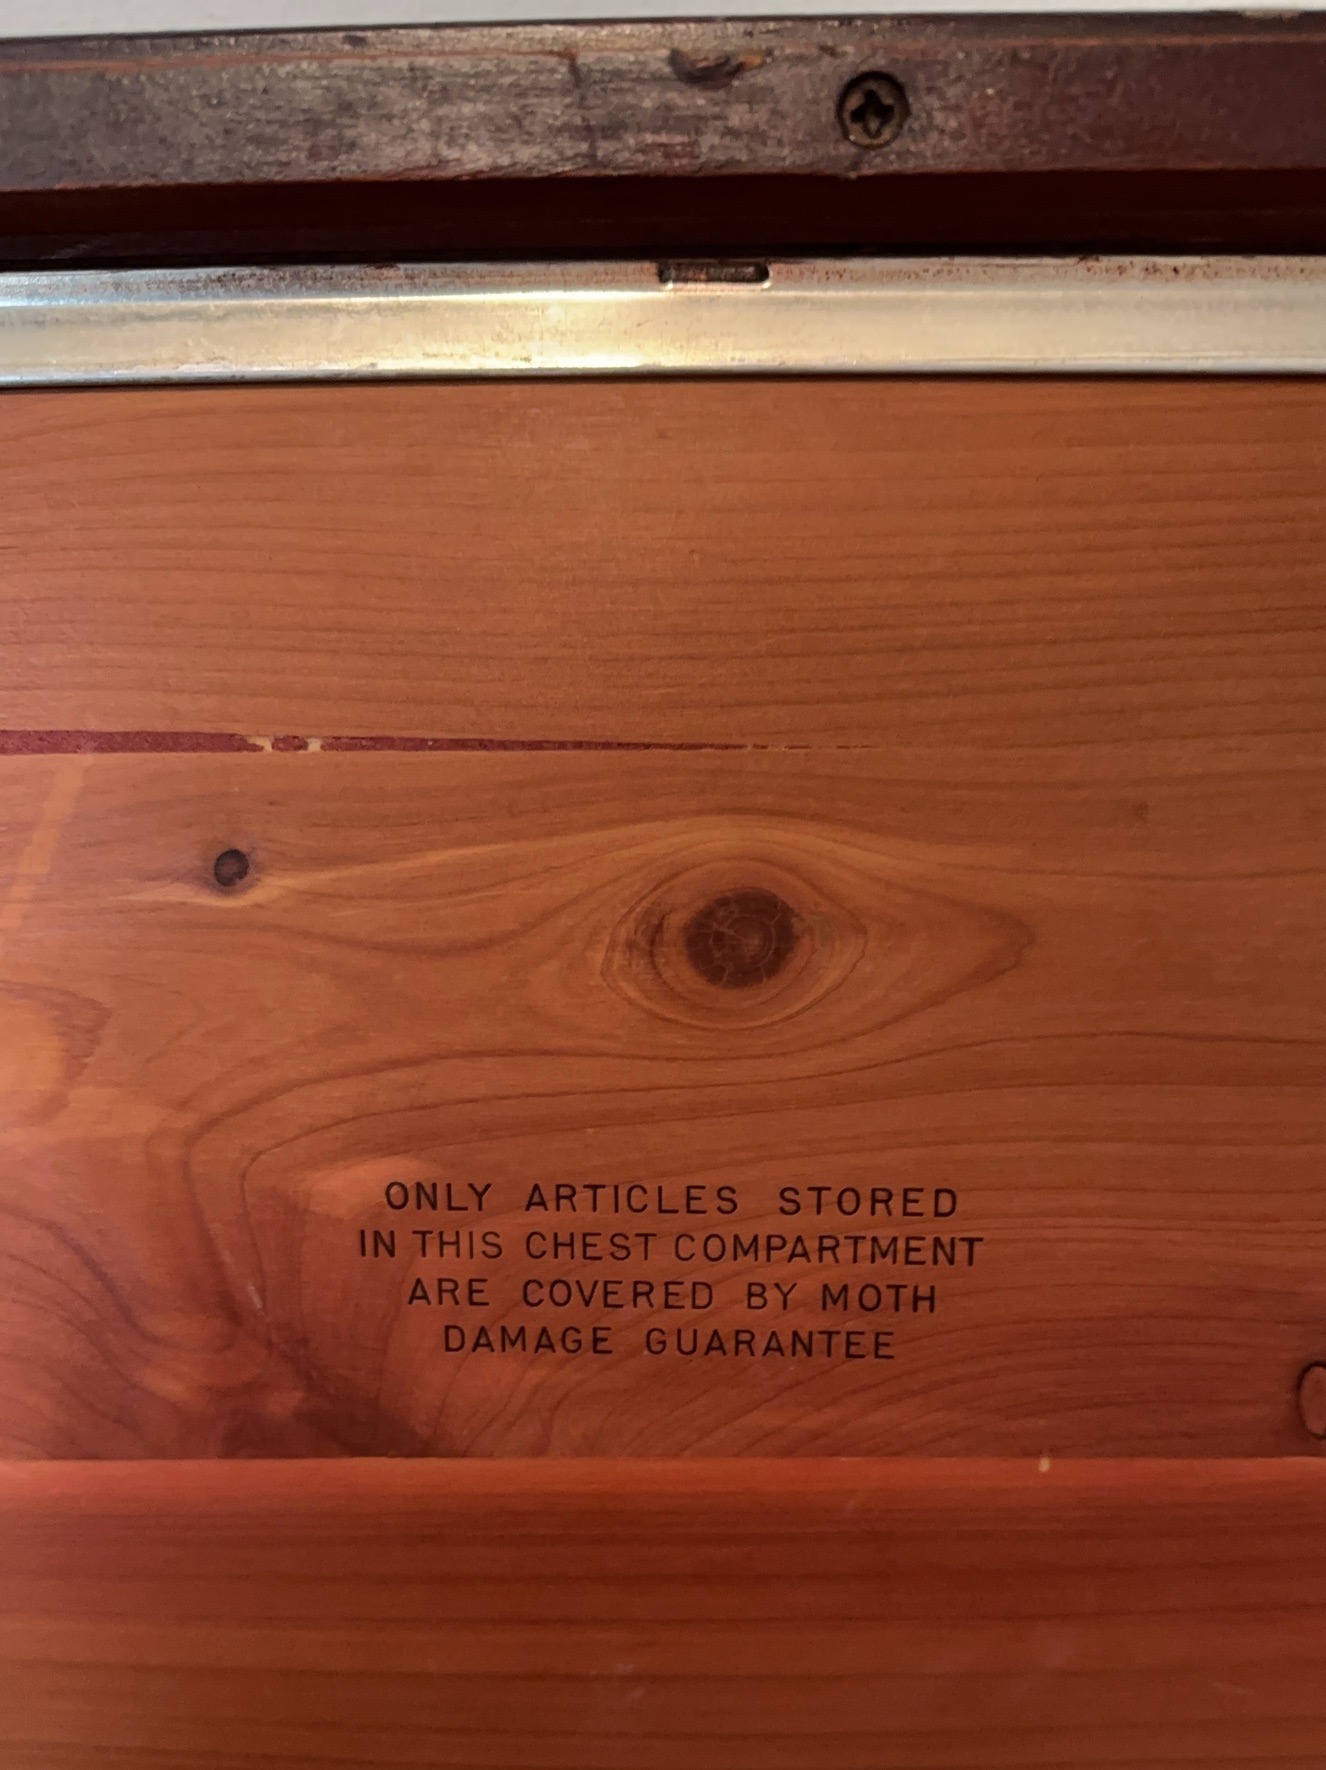 ONLY ARTICLES STORED
IN THIS CHEST COMPARTMENT
ARE COVERED BY MOTH
DAMAGE GUARANTEE